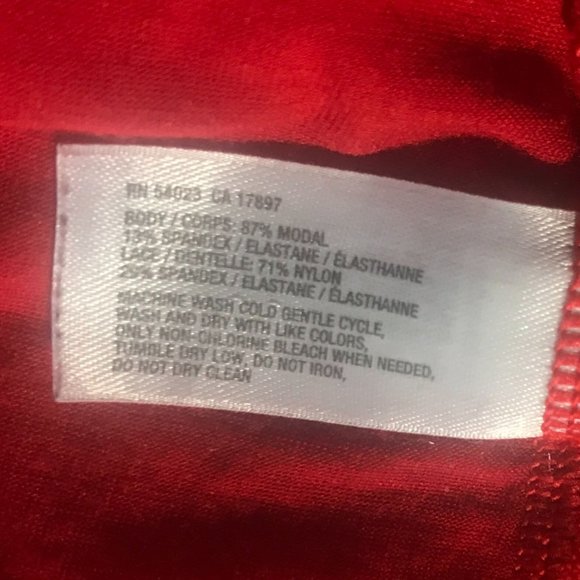 RN 54023 CA 17897
BODY / CORPS: 87% MODAL
13% SPANDEX / ELASTANE / ÉLASTHANNE
LACE / DENTELLE: 71% NYLON
29% SPANDEX / ELASTANE / ÉLASTHANNE
MACHINE WASH COLD GENTLE CYCLE,
WASH AND DRY WITH LIKE COLORS,
ONLY NON-CHLORINE BLEACH WHEN NEEDED,
TUMBLE DRY LOW, DO NOT IRON,
DO NOT DRY CLEAN